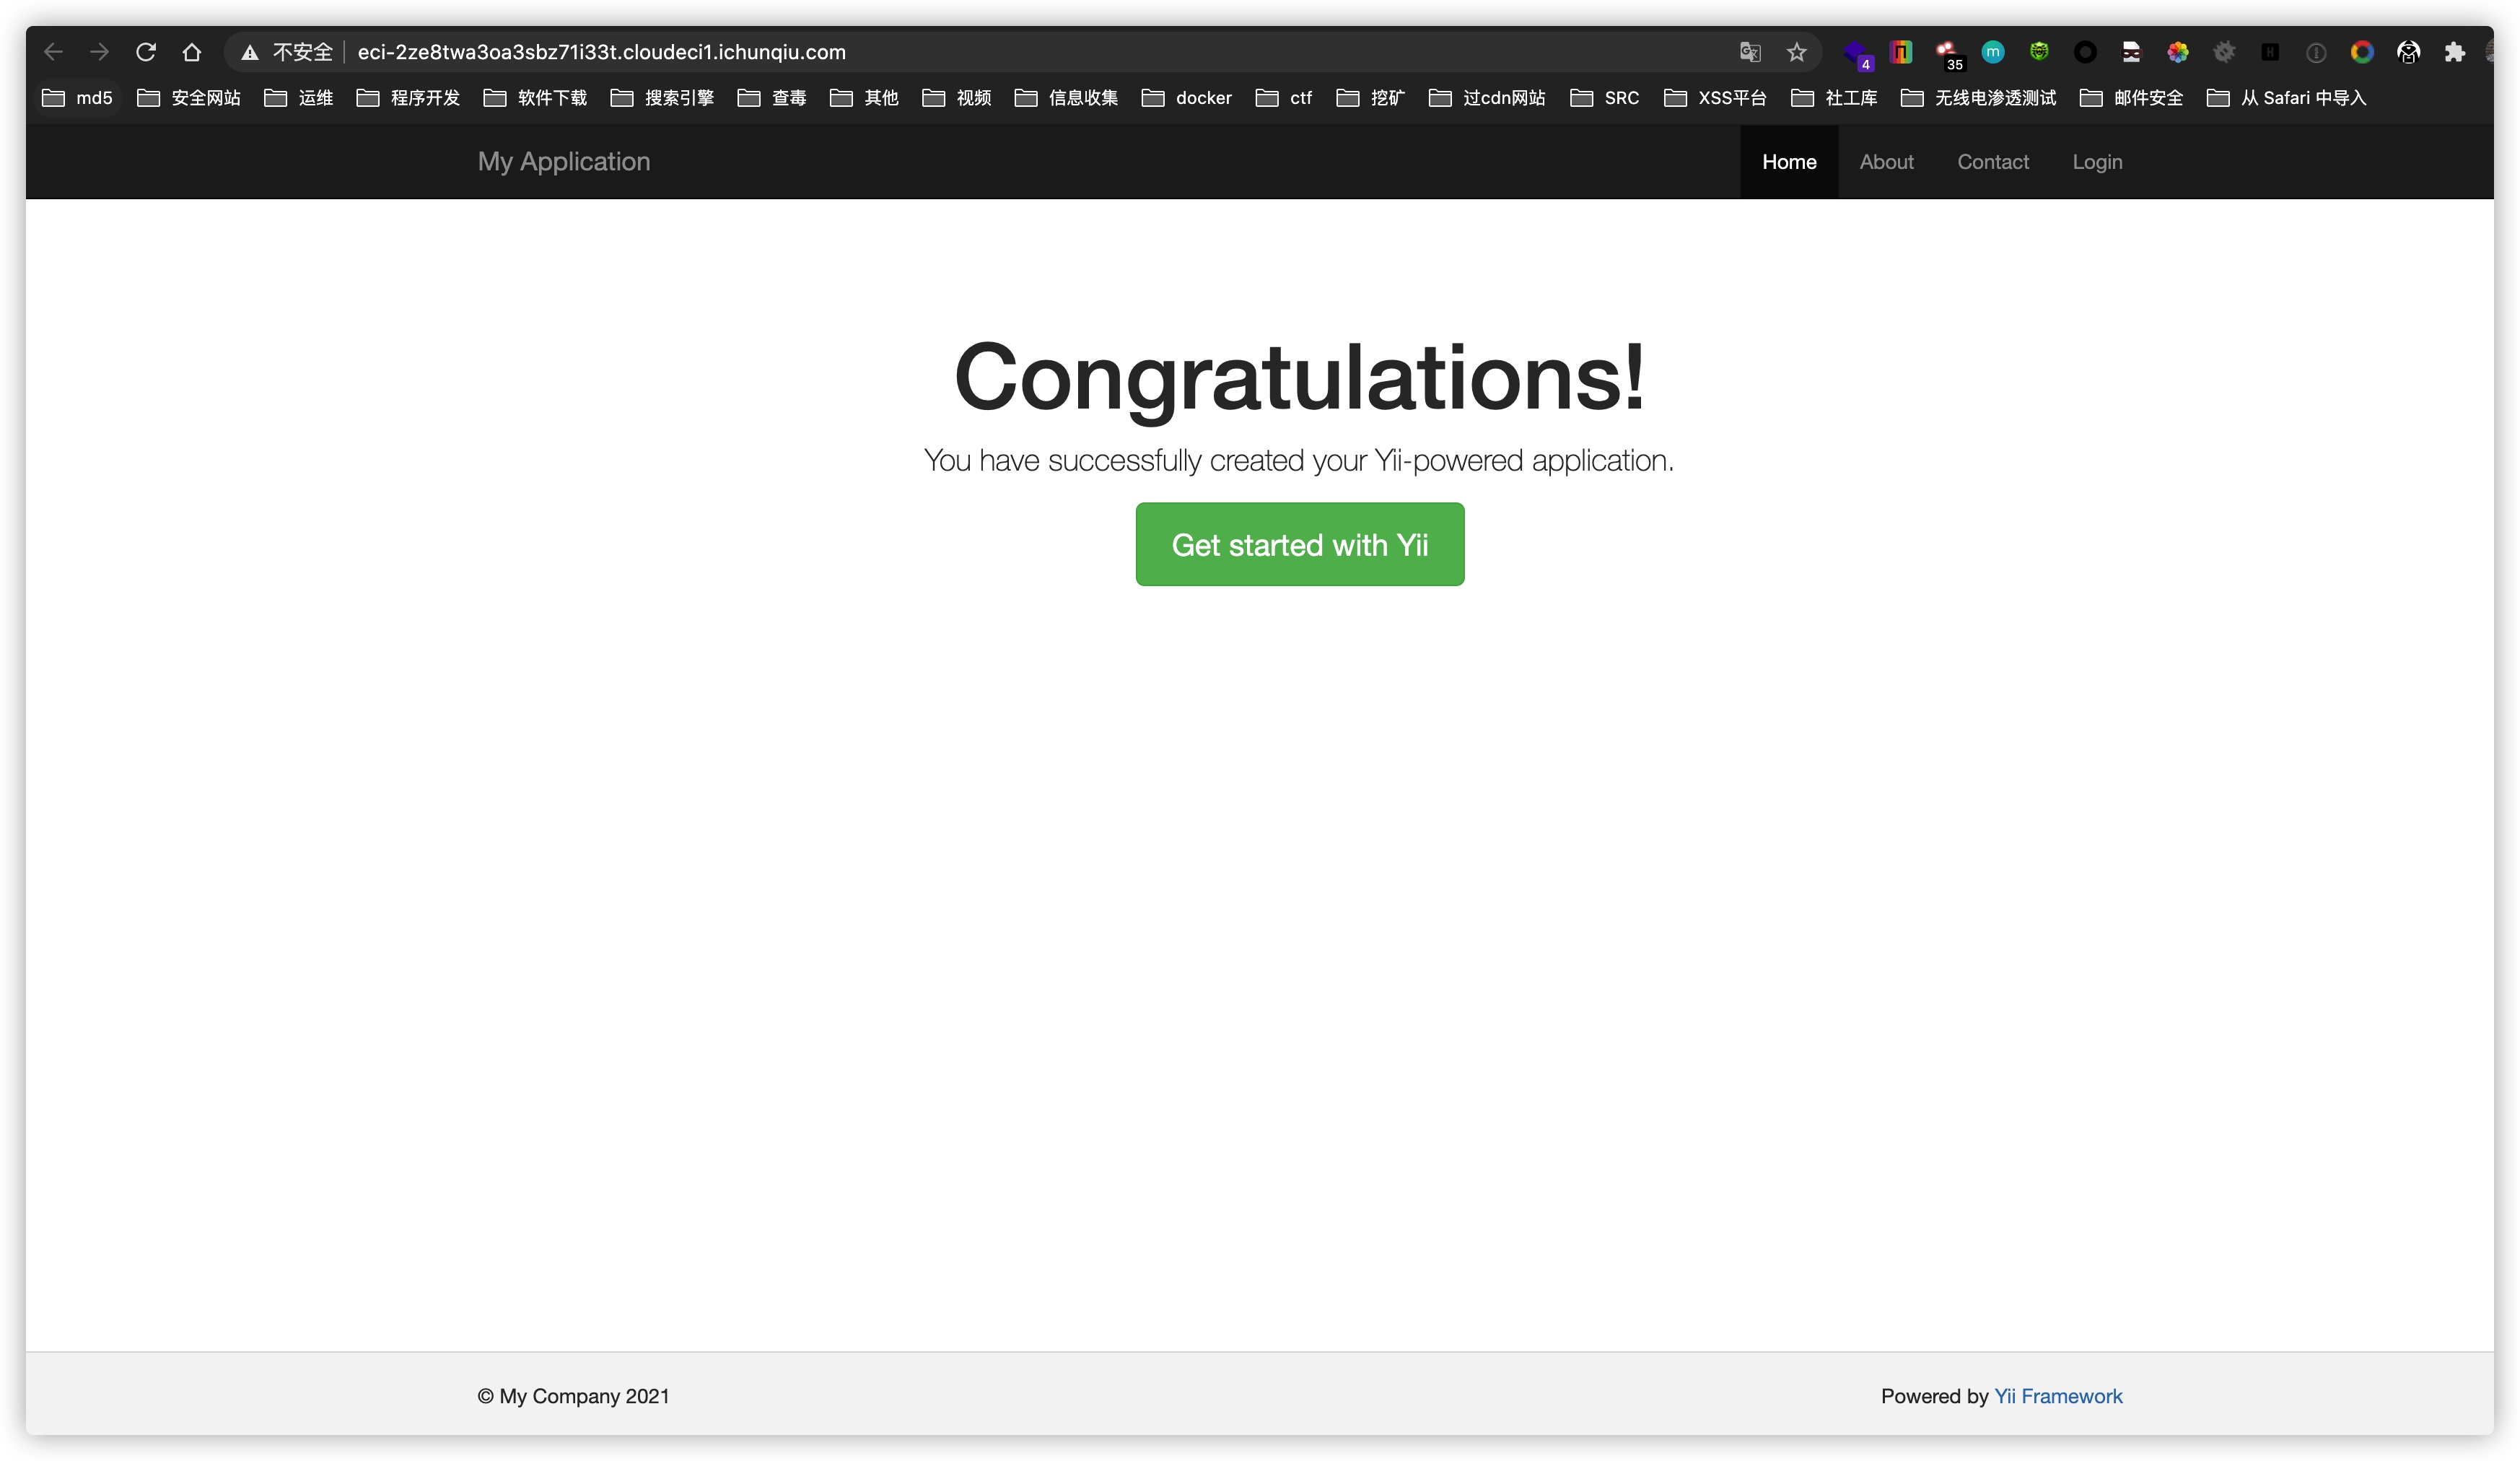 不安全 eci-2ze8twa3oa3sbz71i33t.cloudeci1.ichunqiu.com 4 35 m H
md5 安全网站 运维 程序开发 软件下载 搜索引擎 查毒 其他 视频 信息收集 docker ctf 挖矿 过cdn网站 SRC XSS平台 社工库 无线电渗透测试 邮件安全 从 Safari 中导入
My Application Home About Contact Login
Congratulations!
You have successfully created your Yii-powered application.
Get started with Yii
© My Company 2021 Powered by Yii Framework